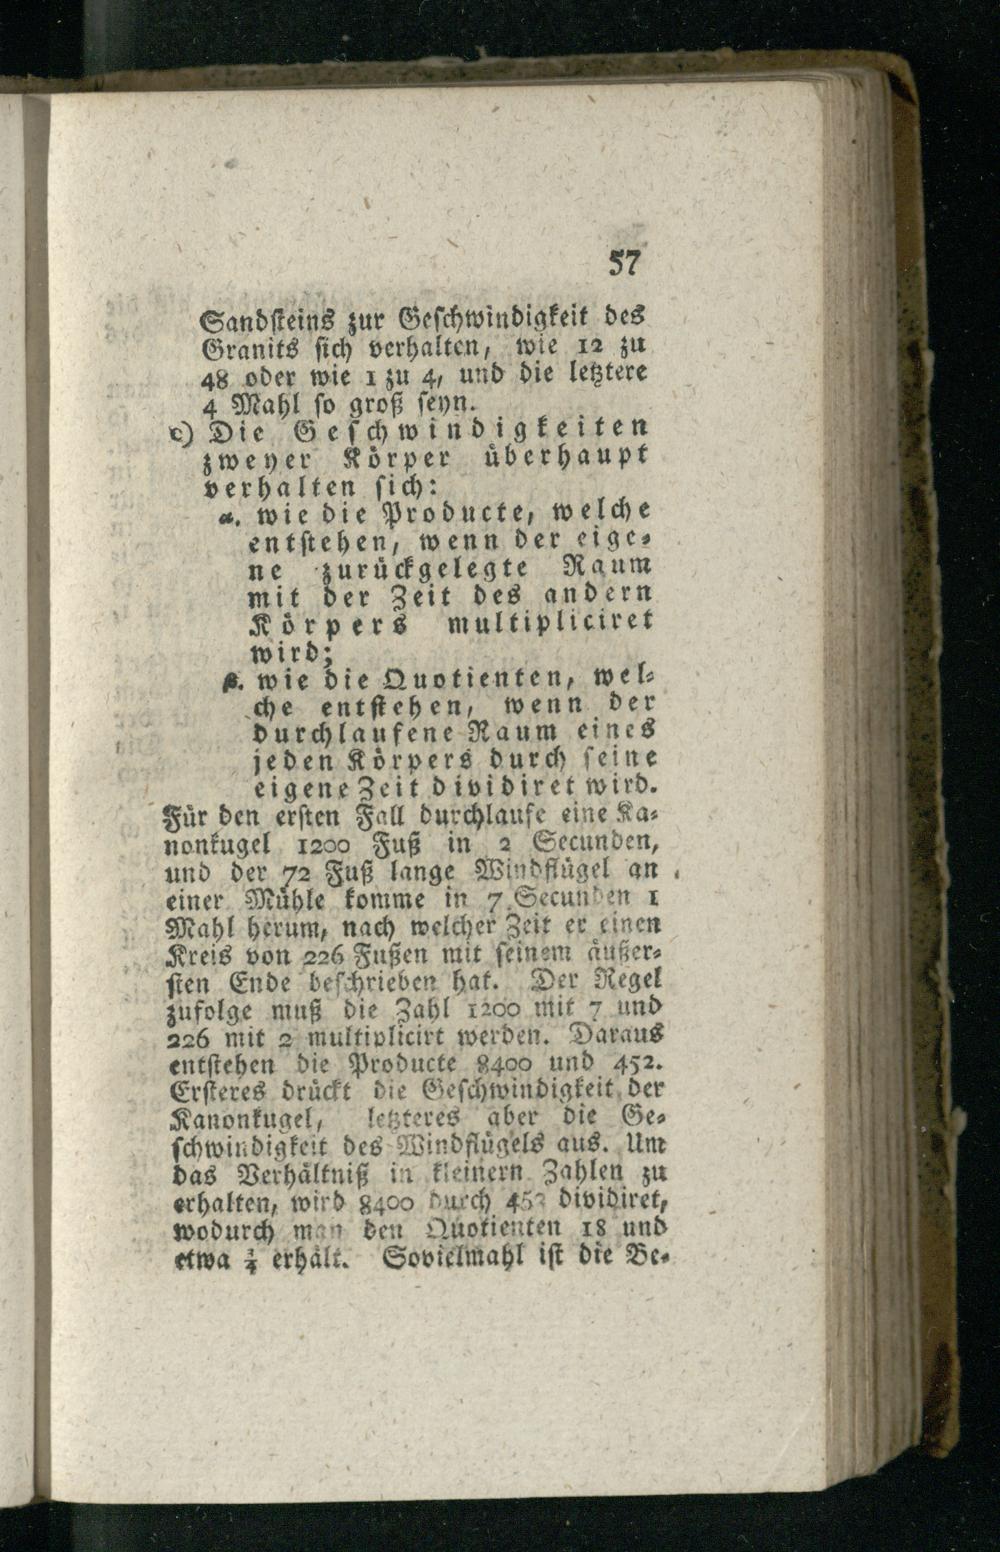 57
Sandsteins zur Geschwindigkeit des
Granits sich verhalten, wie 12 zu
48 oder wie 1 zu 4, und die letztere
4 Mahl so groß seyn.
c) Die Geschwindigkeiten
zweyer Körper überhaupt
verhalten sich:
α. wie die Producte, welche
entstehen, wenn der eige-
ne zurückgelegte Raum
mit der Zeit des andern
Körpers multipliciret
wird;
β. wie die Quotienten, wel-
che entstehen, wenn der
durchlaufene Raum eines
jeden Körpers durch seine
eigene Zeit dividiret wird.
Für den ersten Fall durchlaufe eine Ka-
nonkugel 1200 Fuß in 2 Secunden,
und der 72 Fuß lange Windflügel an
einer Mühle komme in 7 Secunden 1
Mahl herum, nach welcher Zeit er einen
Kreis von 226 Fußen mit seinem äußer-
sten Ende beschrieben hat. Der Regel
zufolge muß die Zahl 1200 mit 7 und
226 mit 2 multiplicirt werden. Daraus
entstehen die Producte 8400 und 452.
Ersteres drückt die Geschwindigkeit der
Kanonkugel, letzteres aber die Ge-
schwindigkeit des Windflügels aus. Um
das Verhältniß in kleinern Zahlen zu
erhalten, wird 8400 durch 452 dividiret,
wodurch man den Quotienten 18 und
etwa ¾ erhält. Sovielmahl ist die Be-